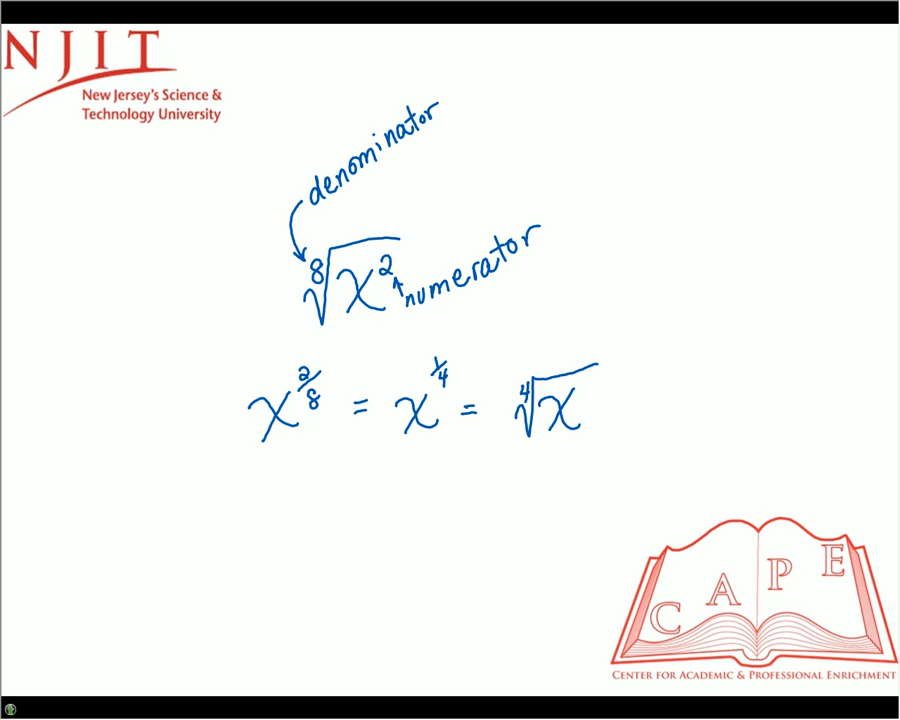 NJIT
New Jersey's Science &
Technology University
denominator
⁸√x²
numerator
x^(2/8) = x^(1/4) = ⁴√x
C A P E
CENTER FOR ACADEMIC & PROFESSIONAL ENRICHMENT